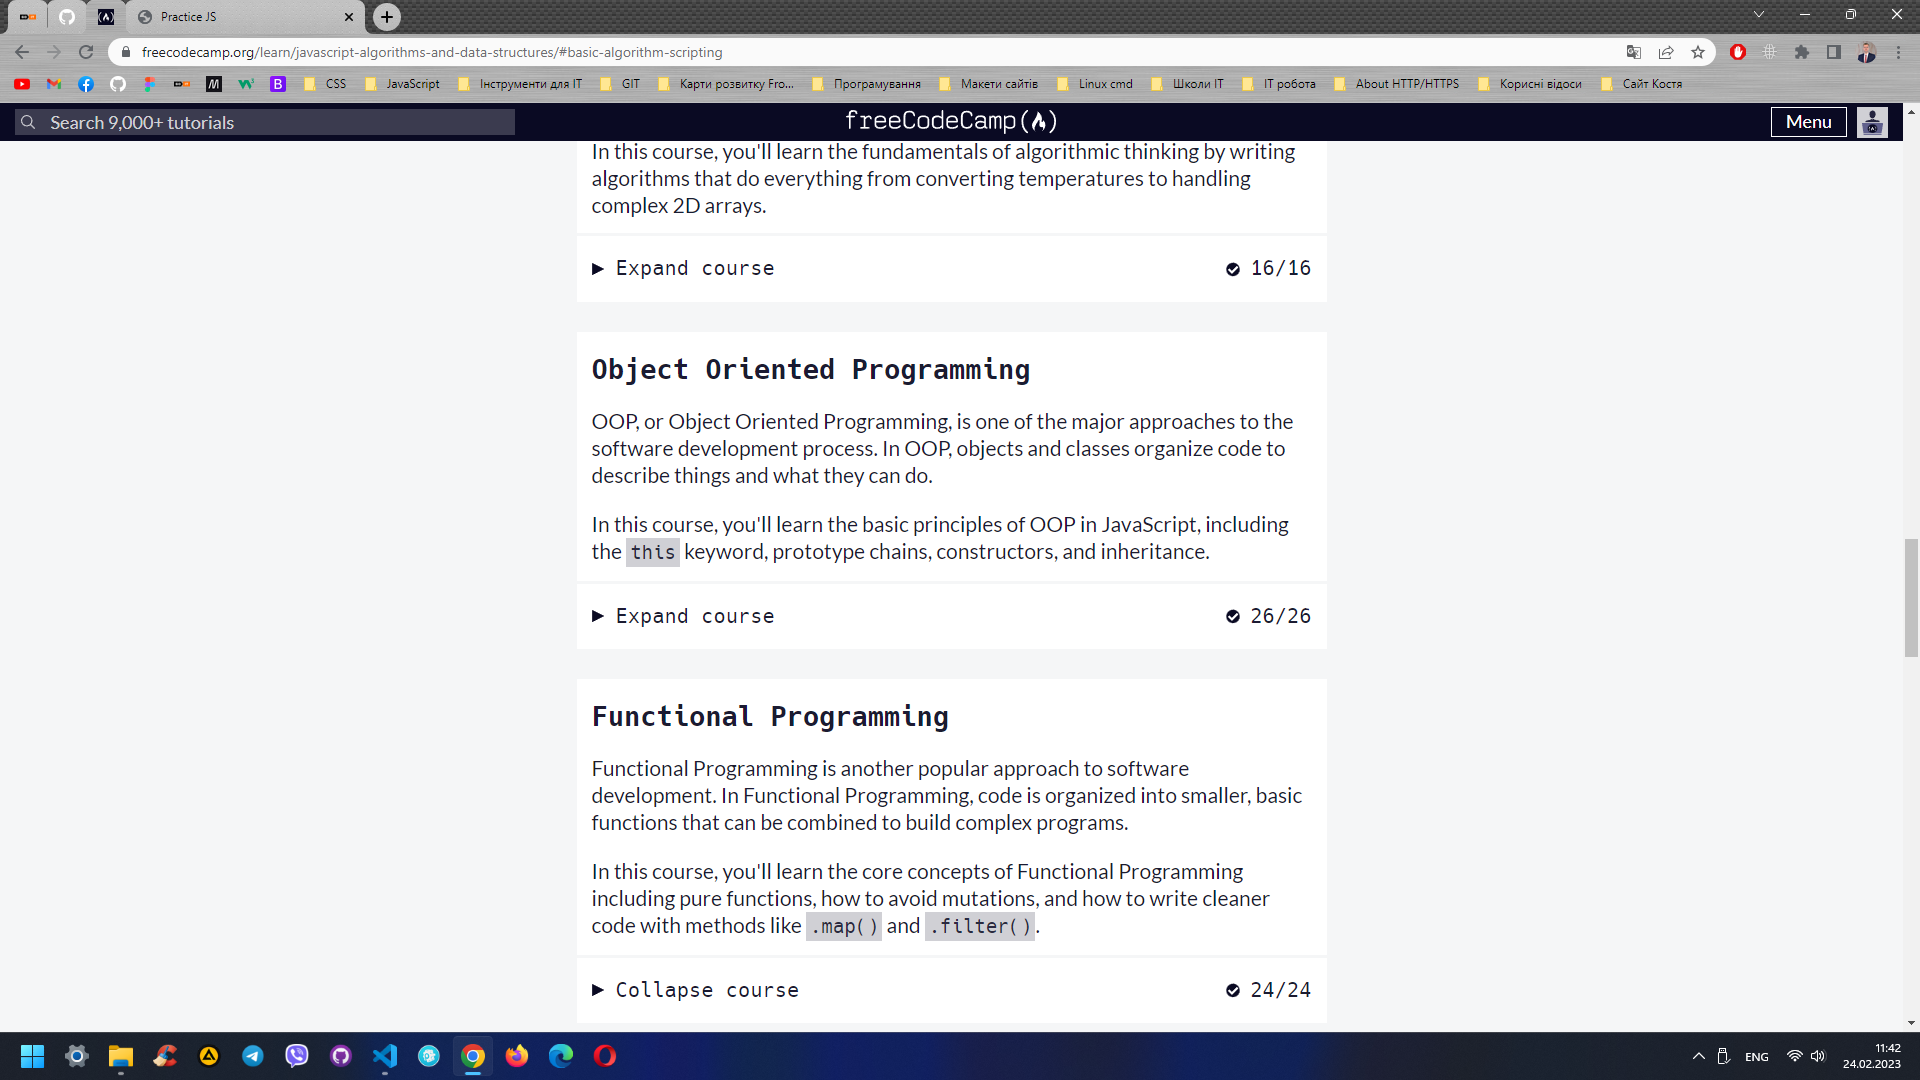 Practice JS
freecodecamp.org/learn/javascript-algorithms-and-data-structures/#basic-algorithm-scripting
CSS JavaScript Інструменти для ІТ GIT Карти розвитку Fro... Програмування Макети сайтів Linux cmd Школи ІТ ІТ робота About HTTP/HTTPS Корисні відоси Сайт Костя
Search 9,000+ tutorials freeCodeCamp Menu
In this course, you'll learn the fundamentals of algorithmic thinking by writing
algorithms that do everything from converting temperatures to handling
complex 2D arrays.
Expand course 16/16
Object Oriented Programming
OOP, or Object Oriented Programming, is one of the major approaches to the
software development process. In OOP, objects and classes organize code to
describe things and what they can do.
In this course, you'll learn the basic principles of OOP in JavaScript, including
the this keyword, prototype chains, constructors, and inheritance.
Expand course 26/26
Functional Programming
Functional Programming is another popular approach to software
development. In Functional Programming, code is organized into smaller, basic
functions that can be combined to build complex programs.
In this course, you'll learn the core concepts of Functional Programming
including pure functions, how to avoid mutations, and how to write cleaner
code with methods like .map() and .filter().
Collapse course 24/24
ENG
11:42
24.02.2023